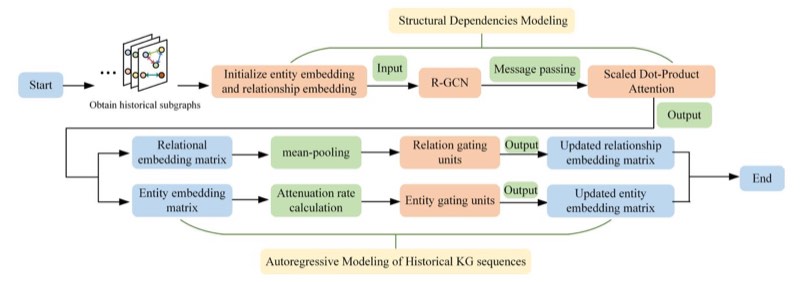 Structural Dependencies Modeling
Start
...
Obtain historical subgraphs
Initialize entity embedding
and relationship embedding
Input
R-GCN
Message passing
Scaled Dot-Product
Attention
Output
Relational
embedding matrix
mean-pooling
Relation gating
units
Output
Updated relationship
embedding matrix
Entity embedding
matrix
Attenuation rate
calculation
Entity gating units
Output
Updated entity
embedding matrix
End
Autoregressive Modeling of Historical KG sequences